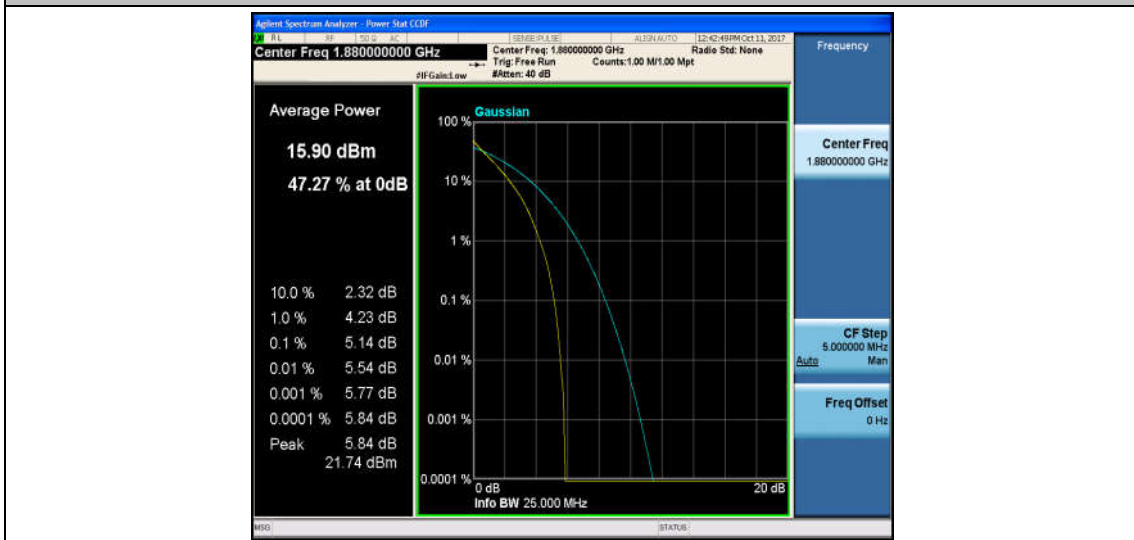 Agilent Spectrum Analyzer - Power Stat CCDF
RL RF 50 Ω AC SENSE:PULSE ALIGN AUTO 12:42:49PM Oct 11, 2017
Center Freq 1.880000000 GHz
Center Freq: 1.880000000 GHz Radio Std: None
Trig: Free Run Counts:1.00 M/1.00 Mpt
#IFGain:Low #Atten: 40 dB
Frequency
Average Power
15.90 dBm
47.27 % at 0dB
10.0 % 2.32 dB
1.0 % 4.23 dB
0.1 % 5.14 dB
0.01 % 5.54 dB
0.001 % 5.77 dB
0.0001 % 5.84 dB
Peak 5.84 dB
21.74 dBm
Gaussian
100 %
10 %
1 %
0.1 %
0.01 %
0.001 %
0.0001 %
0 dB 20 dB
Info BW 25.000 MHz
Center Freq
1.880000000 GHz
CF Step
5.000000 MHz
Auto Man
Freq Offset
0 Hz
MSG STATUS